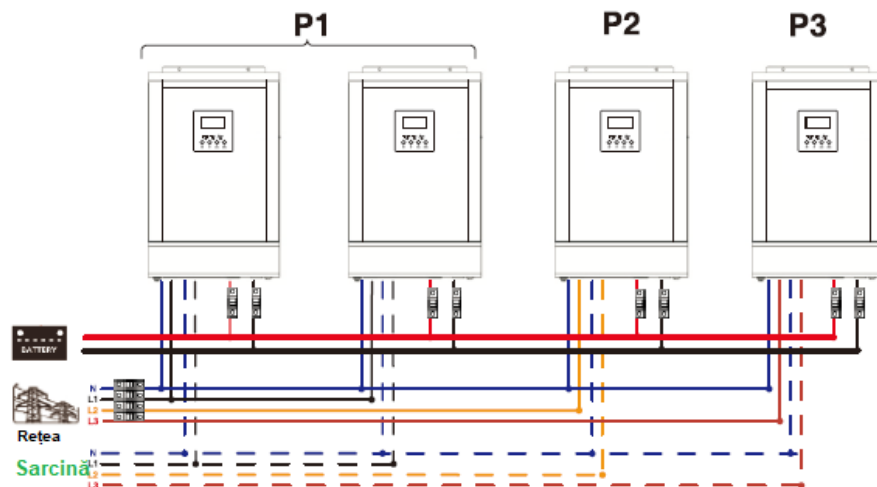 P1 P2 P3
BATTERY
N
L1
L2
L3
Rețea
N
L1
L2
L3
Sarcină